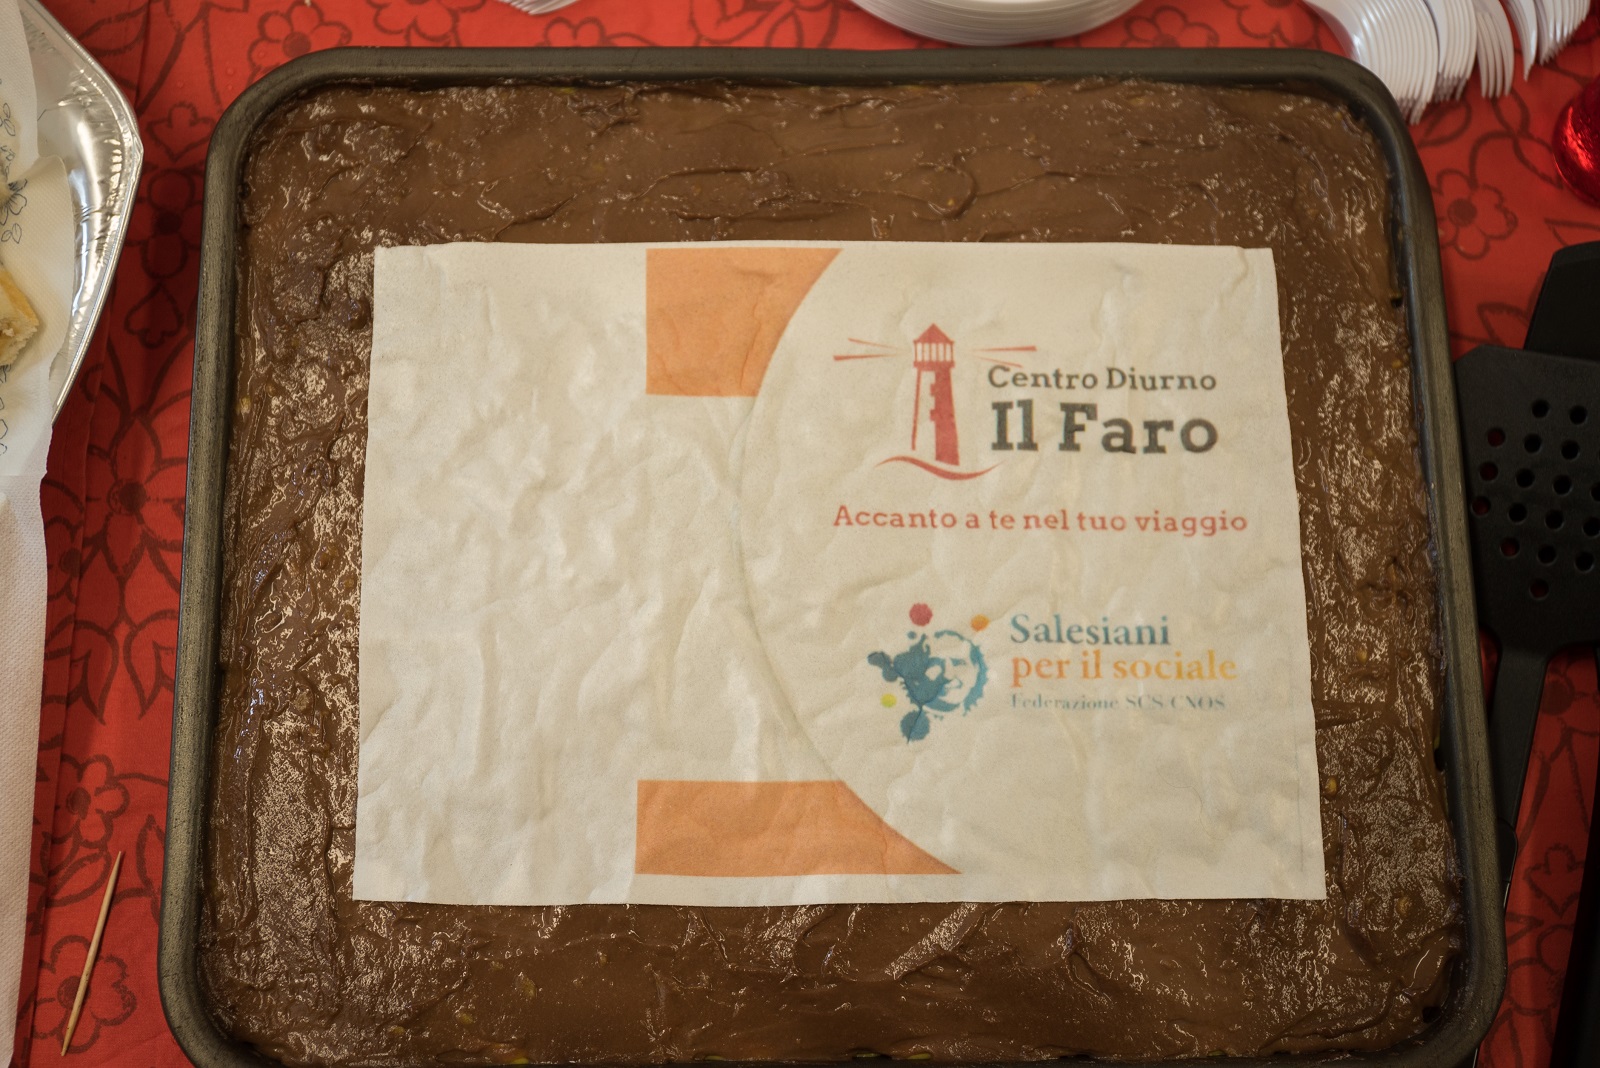 Centro Diurno
Il Faro
Accanto a te nel tuo viaggio
Salesiani
per il sociale
Federazione SCS/CNOS